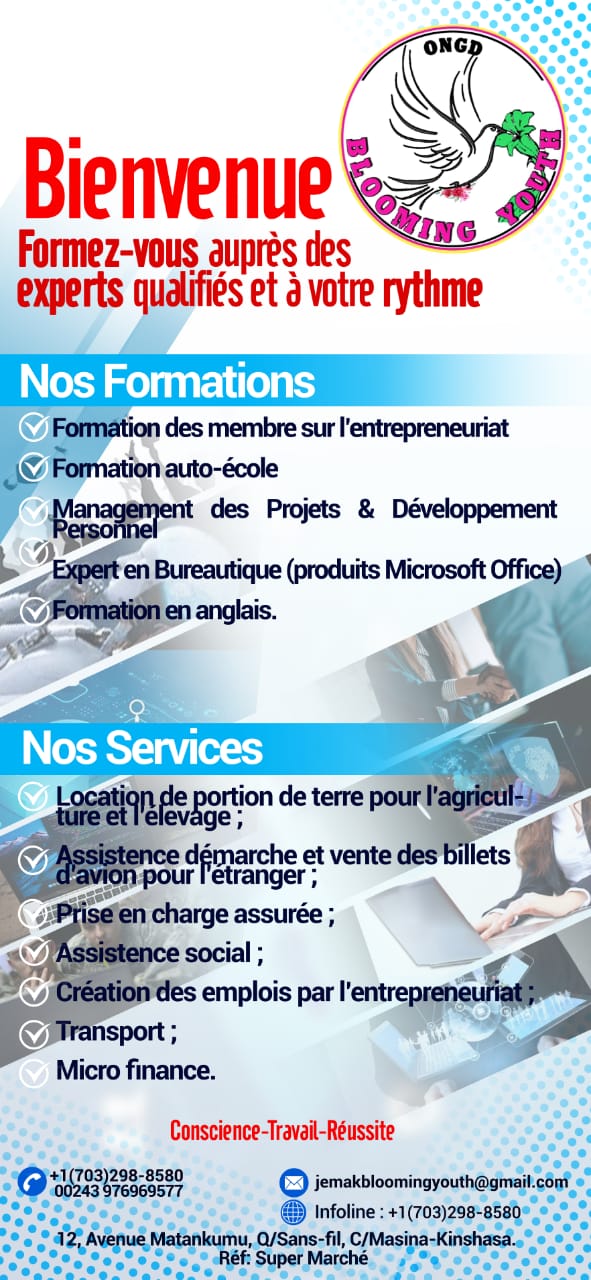 ONGD
BLOOMING YOUTH
Bienvenue
Formez-vous auprès des
experts qualifiés et à votre rythme
Nos Formations
Formation des membre sur l'entrepreneuriat
Formation auto-école
Management des Projets & Développement
Personnel
Expert en Bureautique (produits Microsoft Office)
Formation en anglais.
Nos Services
Location de portion de terre pour l'agricul-
ture et l'élevage ;
Assistence démarche et vente des billets
d'avion pour l'étranger ;
Prise en charge assurée ;
Assistence social ;
Création des emplois par l'entrepreneuriat ;
Transport ;
Micro finance.
Conscience-Travail-Réussite
+1(703)298-8580
00243 976969577
jemakbloomingyouth@gmail.com
Infoline : +1(703)298-8580
12, Avenue Matankumu, Q/Sans-fil, C/Masina-Kinshasa.
Réf: Super Marché